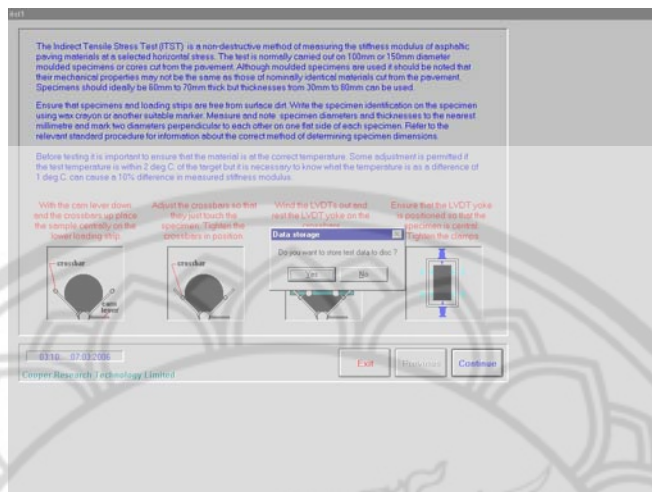 The Indirect Tensile Stress Test (ITST) is a non-destructive method of measuring the stiffness modulus of asphaltic
paving materials at a selected horizontal stress. The test is normally carried out on 100mm or 150mm diameter
moulded specimens or cores cut from the pavement. Although moulded specimens are used it should be noted that
their mechanical properties may not be the same as those of nominally identical materials cut from the pavement.
Specimens should ideally be 60mm to 70mm thick but thicknesses from 30mm to 80mm can be used.
Ensure that specimens and loading strips are free from surface dirt. Write the specimen identification on the specimen
using wax crayon or another suitable marker. Measure and note specimen diameters and thicknesses to the nearest
millimetre and mark two diameters perpendicular to each other on one flat side of each specimen. Refer to the
relevant standard procedure for information about the correct method of determining specimen dimensions.
Before testing it is important to ensure that the material is at the correct temperature. Some adjustment is permitted if
the test temperature is within 2 deg C. of the target but it is necessary to know what the temperature is as a difference of
1 deg C. can cause a 10% difference in measured stiffness modulus.
With the cam lever down
and the crossbars up place
the sample centrally on the
lower loading strip.
Adjust the crossbars so that
they just touch the
specimen. Tighten the
crossbars in position
Wind the LVDTs out and
rest the LVDT yoke on the
Ensure that the LVDT yoke
is positioned so that the
specimen is central.
Tighten the clamps.
Data storage
Do you want to store test data to disc ?
Yes
No
crossbar
cam
lever
crossbar
03:10 07:03:2006
Exit
Previous
Continue
Cooper Research Technology Limited